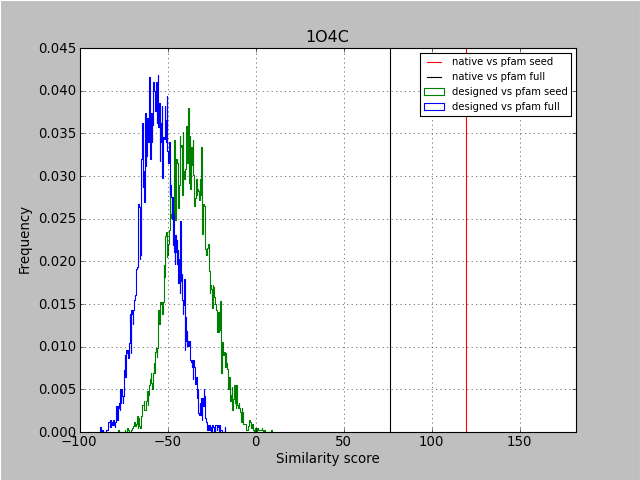 1O4C
native vs pfam seed
native vs pfam full
designed vs pfam seed
designed vs pfam full
0.045
0.040
0.035
0.030
0.025
0.020
0.015
0.010
0.005
0.000
Frequency
−100
−50
0
50
100
150
Similarity score